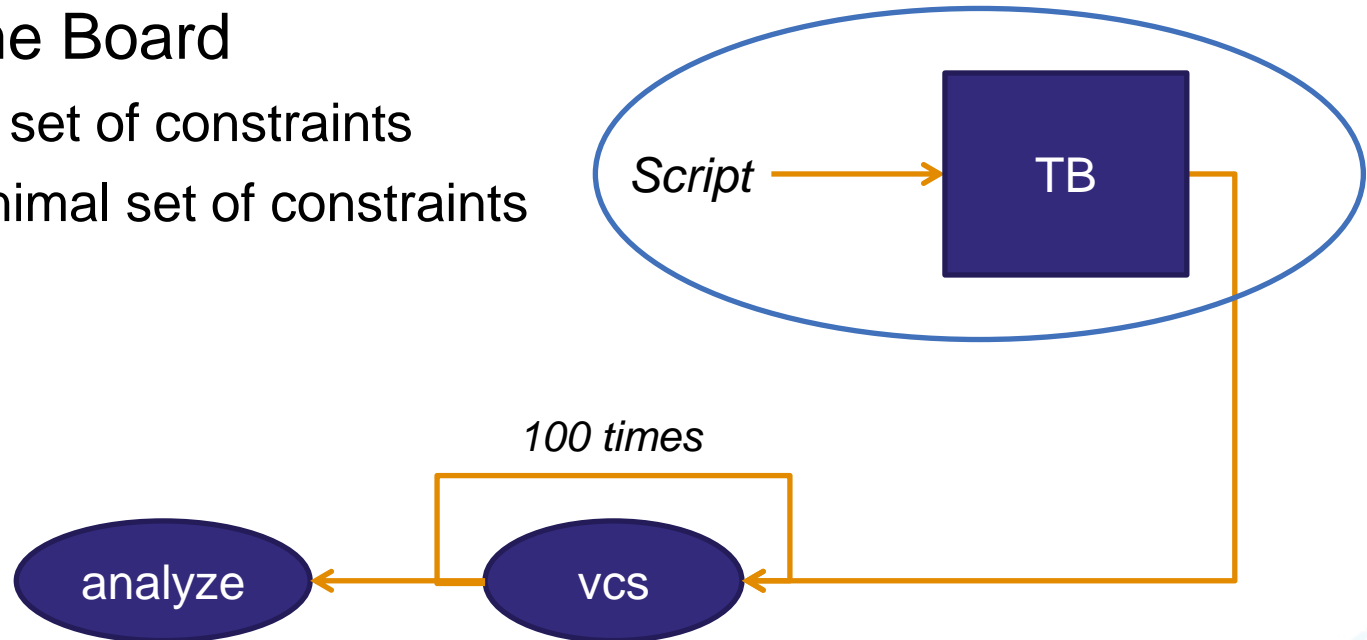 ne Board
set of constraints
nimal set of constraints
Script
TB
100 times
analyze
vcs